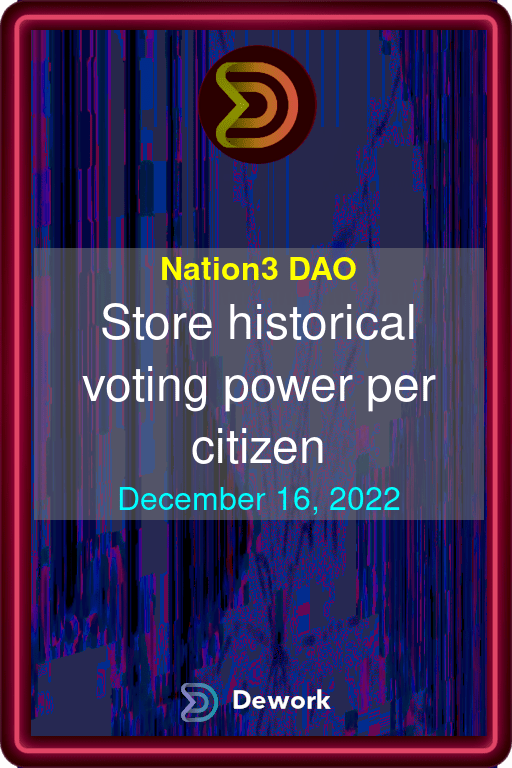 Nation3 DAO
Store historical
voting power per
citizen
December 16, 2022
Dework